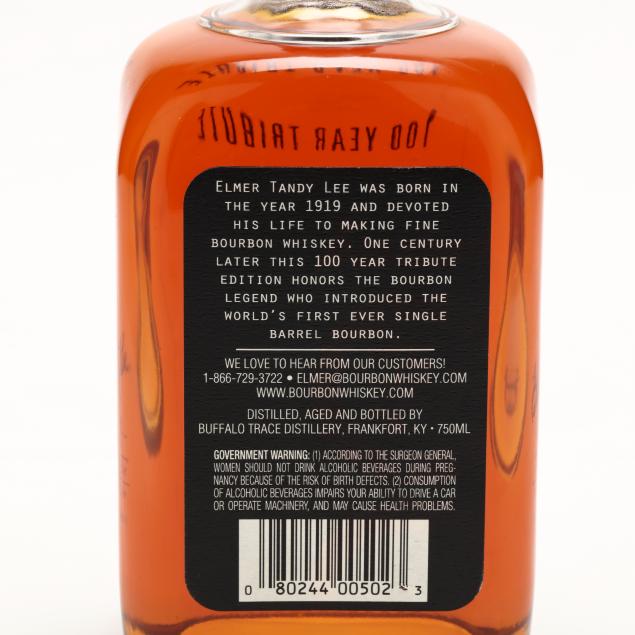 100 YEAR TRIBUTE
ELMER TANDY LEE WAS BORN IN
THE YEAR 1919 AND DEVOTED
HIS LIFE TO MAKING FINE
BOURBON WHISKEY. ONE CENTURY
LATER THIS 100 YEAR TRIBUTE
EDITION HONORS THE BOURBON
LEGEND WHO INTRODUCED THE
WORLD'S FIRST EVER SINGLE
BARREL BOURBON.
WE LOVE TO HEAR FROM OUR CUSTOMERS!
1-866-729-3722 • ELMER@BOURBONWHISKEY.COM
WWW.BOURBONWHISKEY.COM
DISTILLED, AGED AND BOTTLED BY
BUFFALO TRACE DISTILLERY, FRANKFORT, KY • 750ML
GOVERNMENT WARNING: (1) ACCORDING TO THE SURGEON GENERAL,
WOMEN SHOULD NOT DRINK ALCOHOLIC BEVERAGES DURING PREG-
NANCY BECAUSE OF THE RISK OF BIRTH DEFECTS. (2) CONSUMPTION
OF ALCOHOLIC BEVERAGES IMPAIRS YOUR ABILITY TO DRIVE A CAR
OR OPERATE MACHINERY, AND MAY CAUSE HEALTH PROBLEMS.
0 80244 00502 3